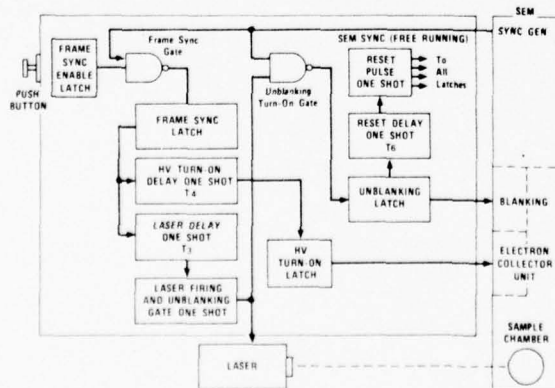 SEM
SYNC GEN
SEM SYNC (FREE RUNNING)
Frame Sync
Gate
FRAME
SYNC
ENABLE
LATCH
PUSH
BUTTON
Unblanking
Turn-On Gate
RESET
PULSE
ONE SHOT
To
All
Latches
FRAME SYNC
LATCH
RESET DELAY
ONE SHOT
T6
HV TURN-ON
DELAY ONE SHOT
T4
UNBLANKING
LATCH
BLANKING
LASER DELAY
ONE SHOT
T3
HV
TURN-ON
LATCH
ELECTRON
COLLECTOR
UNIT
LASER FIRING
AND UNBLANKING
GATE ONE SHOT
SAMPLE
CHAMBER
LASER